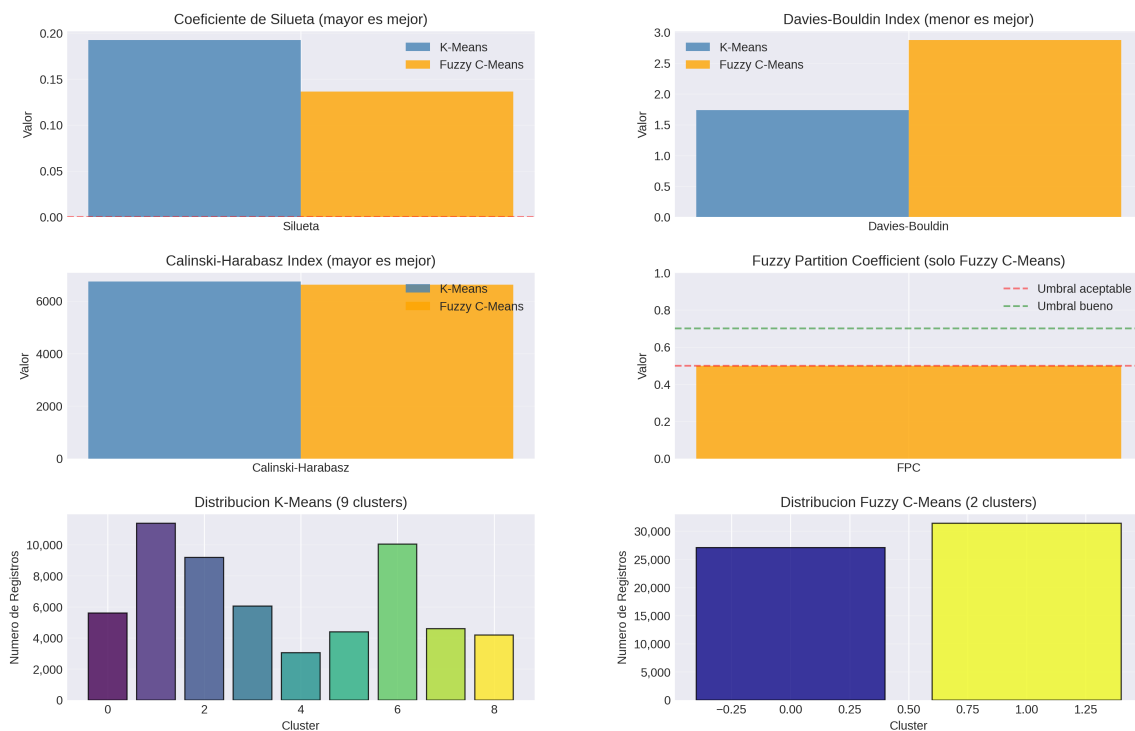 Coeficiente de Silueta (mayor es mejor)
0.20
0.15
0.10
0.05
0.00
Valor
K-Means
Fuzzy C-Means
Silueta
Davies-Bouldin Index (menor es mejor)
3.0
2.5
2.0
1.5
1.0
0.5
0.0
Valor
K-Means
Fuzzy C-Means
Davies-Bouldin
Calinski-Harabasz Index (mayor es mejor)
6000
4000
2000
0
Valor
K-Means
Fuzzy C-Means
Calinski-Harabasz
Fuzzy Partition Coefficient (solo Fuzzy C-Means)
1.0
0.8
0.6
0.4
0.2
0.0
Valor
Umbral aceptable
Umbral bueno
FPC
Distribucion K-Means (9 clusters)
10,000
8,000
6,000
4,000
2,000
0
Numero de Registros
0 2 4 6 8
Cluster
Distribucion Fuzzy C-Means (2 clusters)
30,000
25,000
20,000
15,000
10,000
5,000
0
Numero de Registros
−0.25 0.00 0.25 0.50 0.75 1.00 1.25
Cluster